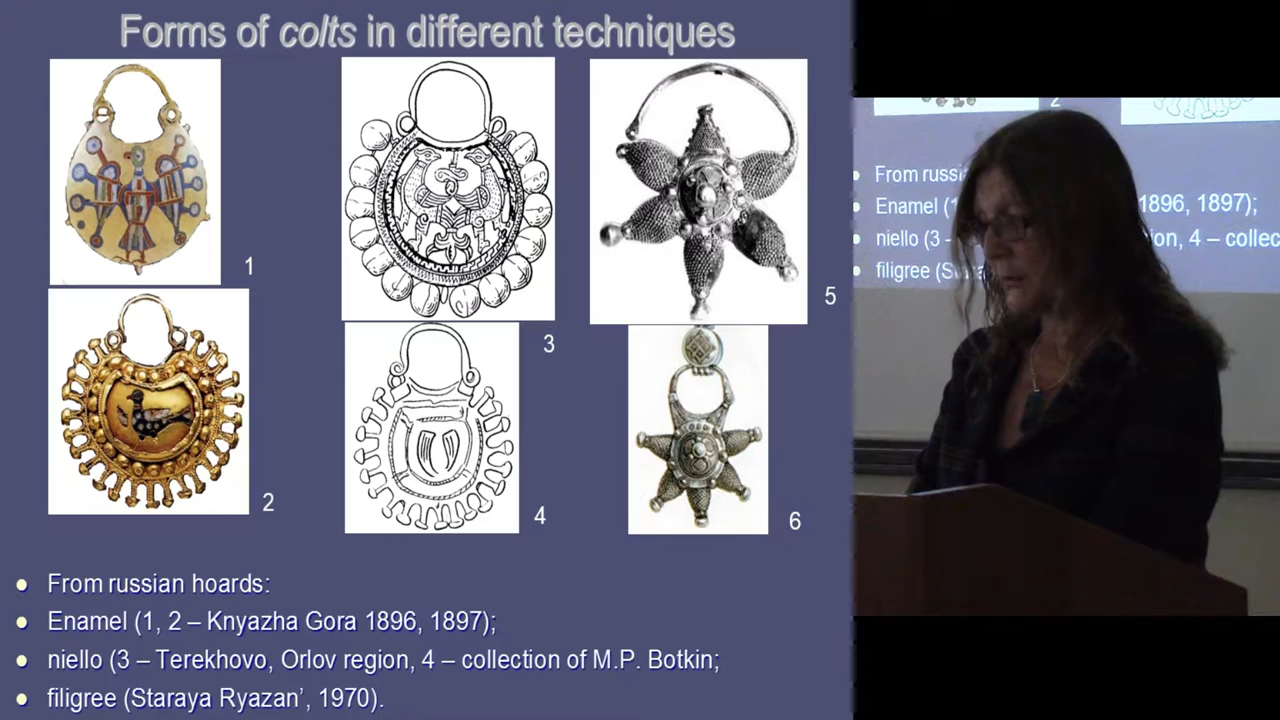 Forms of colts in different techniques
1
2
3
4
5
6
From russian hoards:
Enamel (1, 2 – Knyazha Gora 1896, 1897);
niello (3 – Terekhovo, Orlov region, 4 – collection of M.P. Botkin;
filigree (Staraya Ryazan’, 1970).
2
From russia
Enamel (1 1896, 1897);
niello (3 – ion, 4 – collec
filigree (S